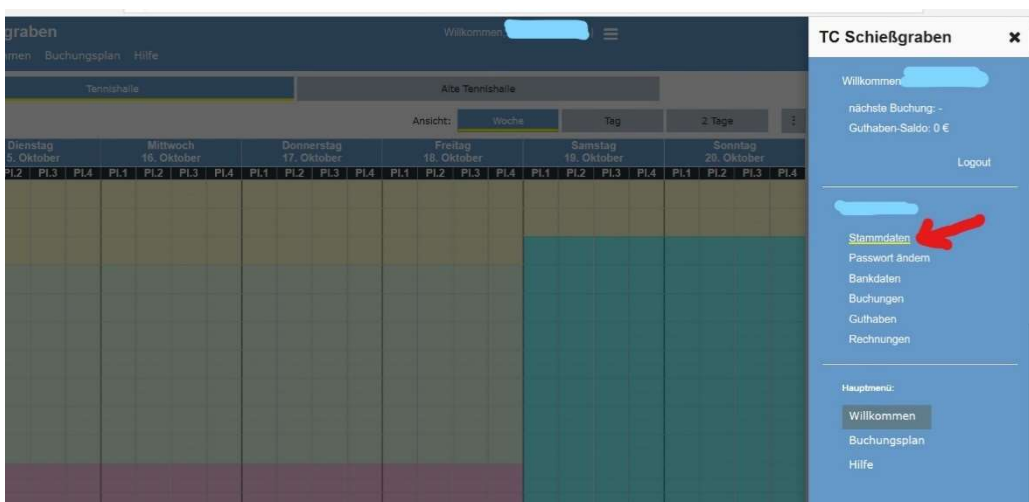 graben
Willkommen,
men Buchungsplan Hilfe
Tennishalle
Alte Tennishalle
Ansicht: Woche Tag 2 Tage
Dienstag Mittwoch Donnerstag Freitag Samstag Sonntag
5. Oktober 16. Oktober 17. Oktober 18. Oktober 19. Oktober 20. Oktober
Pl.2 Pl.3 Pl.4 Pl.1 Pl.2 Pl.3 Pl.4 Pl.1 Pl.2 Pl.3 Pl.4 Pl.1 Pl.2 Pl.3 Pl.4 Pl.1 Pl.2 Pl.3 Pl.4 Pl.1 Pl.2 Pl.3 Pl.4
TC Schießgraben
Willkommen
nächste Buchung: -
Guthaben-Saldo: 0 €
Logout
Stammdaten
Passwort ändern
Bankdaten
Buchungen
Guthaben
Rechnungen
Hauptmenü:
Willkommen
Buchungsplan
Hilfe